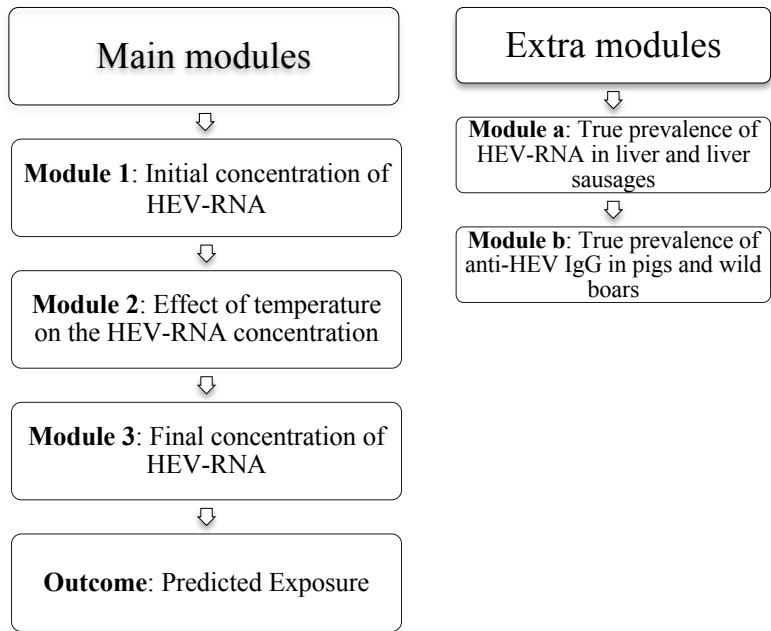 Main modules
Module 1: Initial concentration of
HEV-RNA
Module 2: Effect of temperature
on the HEV-RNA concentration
Module 3: Final concentration of
HEV-RNA
Outcome: Predicted Exposure
Extra modules
Module a: True prevalence of
HEV-RNA in liver and liver
sausages
Module b: True prevalence of
anti-HEV IgG in pigs and wild
boars